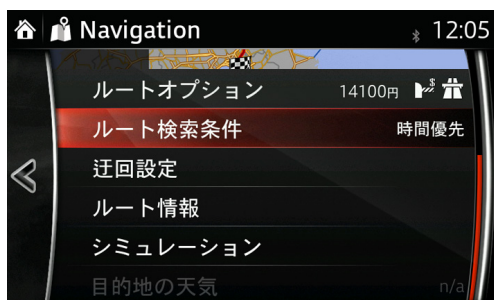 Navigation 12:05
ルートオプション 14100円
ルート検索条件 時間優先
迂回設定
ルート情報
シミュレーション
目的地の天気 n/a